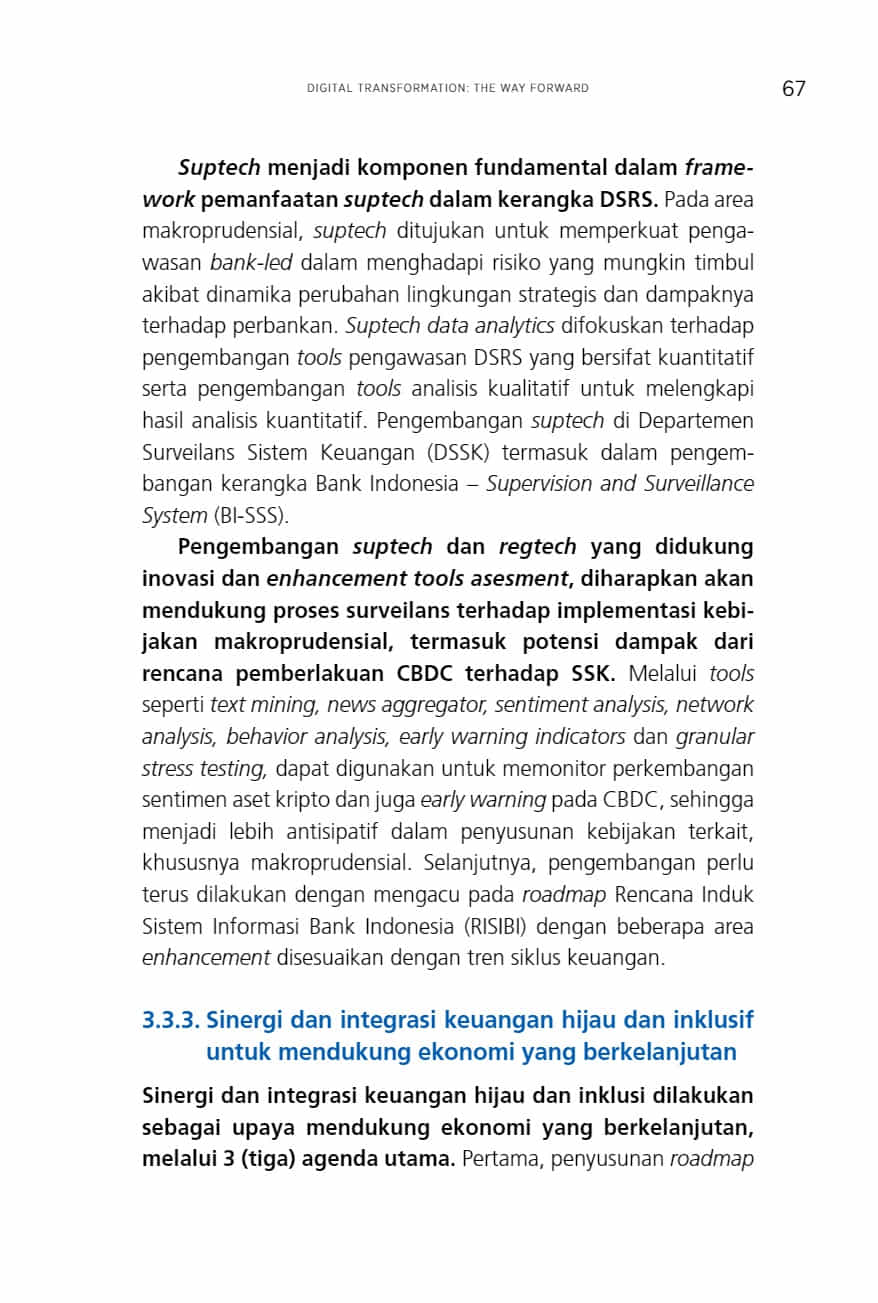 DIGITAL TRANSFORMATION: THE WAY FORWARD
67
Suptech menjadi komponen fundamental dalam frame-
work pemanfaatan suptech dalam kerangka DSRS. Pada area
makroprudensial, suptech ditujukan untuk memperkuat penga-
wasan bank-led dalam menghadapi risiko yang mungkin timbul
akibat dinamika perubahan lingkungan strategis dan dampaknya
terhadap perbankan. Suptech data analytics difokuskan terhadap
pengembangan tools pengawasan DSRS yang bersifat kuantitatif
serta pengembangan tools analisis kualitatif untuk melengkapi
hasil analisis kuantitatif. Pengembangan suptech di Departemen
Surveilans Sistem Keuangan (DSSK) termasuk dalam pengem-
bangan kerangka Bank Indonesia – Supervision and Surveillance
System (BI-SSS).
Pengembangan suptech dan regtech yang didukung
inovasi dan enhancement tools asesment, diharapkan akan
mendukung proses surveilans terhadap implementasi kebi-
jakan makroprudensial, termasuk potensi dampak dari
rencana pemberlakuan CBDC terhadap SSK. Melalui tools
seperti text mining, news aggregator, sentiment analysis, network
analysis, behavior analysis, early warning indicators dan granular
stress testing, dapat digunakan untuk memonitor perkembangan
sentimen aset kripto dan juga early warning pada CBDC, sehingga
menjadi lebih antisipatif dalam penyusunan kebijakan terkait,
khususnya makroprudensial. Selanjutnya, pengembangan perlu
terus dilakukan dengan mengacu pada roadmap Rencana Induk
Sistem Informasi Bank Indonesia (RISIBI) dengan beberapa area
enhancement disesuaikan dengan tren siklus keuangan.
3.3.3. Sinergi dan integrasi keuangan hijau dan inklusif
untuk mendukung ekonomi yang berkelanjutan
Sinergi dan integrasi keuangan hijau dan inklusi dilakukan
sebagai upaya mendukung ekonomi yang berkelanjutan,
melalui 3 (tiga) agenda utama. Pertama, penyusunan roadmap